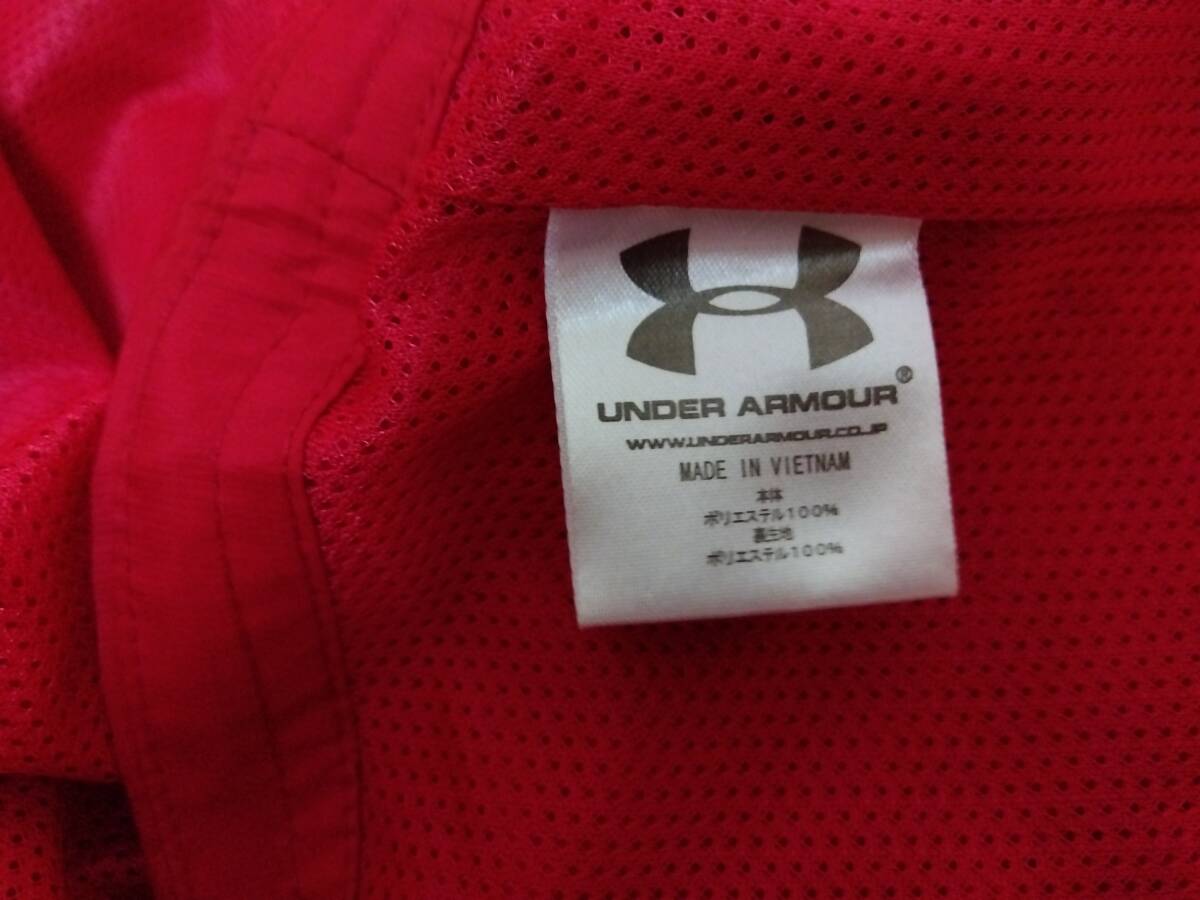 UNDER ARMOUR®
WWW.UNDERARMOUR.CO.JP
MADE IN VIETNAM
本体
ポリエステル100%
裏生地
ポリエステル100%